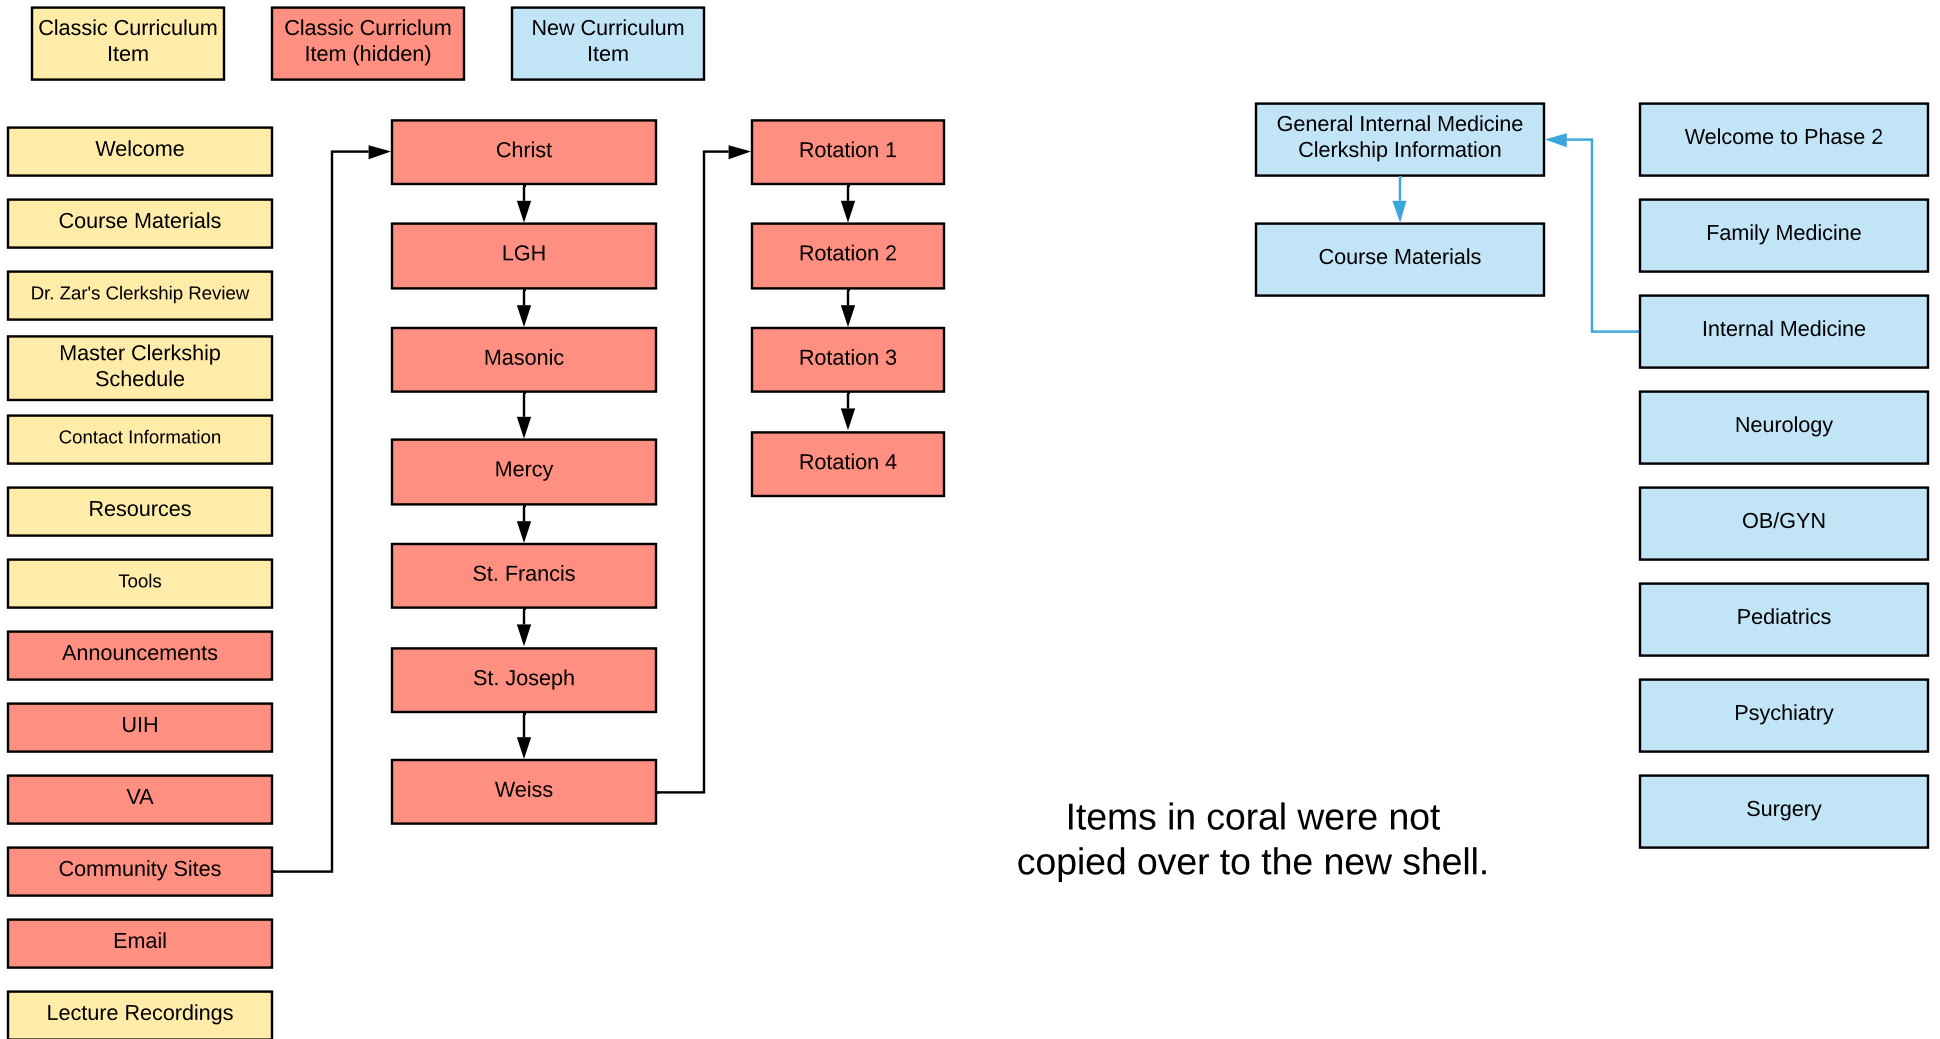 Classic Curriculum
Item
Classic Curriclum
Item (hidden)
New Curriculum
Item
Welcome
Course Materials
Dr. Zar's Clerkship Review
Master Clerkship
Schedule
Contact Information
Resources
Tools
Announcements
UIH
VA
Community Sites
Email
Lecture Recordings
Christ
LGH
Masonic
Mercy
St. Francis
St. Joseph
Weiss
Rotation 1
Rotation 2
Rotation 3
Rotation 4
General Internal Medicine
Clerkship Information
Course Materials
Welcome to Phase 2
Family Medicine
Internal Medicine
Neurology
OB/GYN
Pediatrics
Psychiatry
Surgery
Items in coral were not
copied over to the new shell.